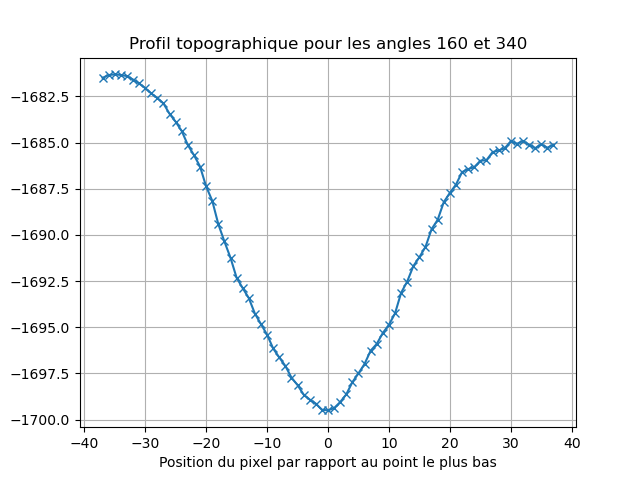 Profil topographique pour les angles 160 et 340
−1682.5
−1685.0
−1687.5
−1690.0
−1692.5
−1695.0
−1697.5
−1700.0
−40 −30 −20 −10 0 10 20 30 40
Position du pixel par rapport au point le plus bas